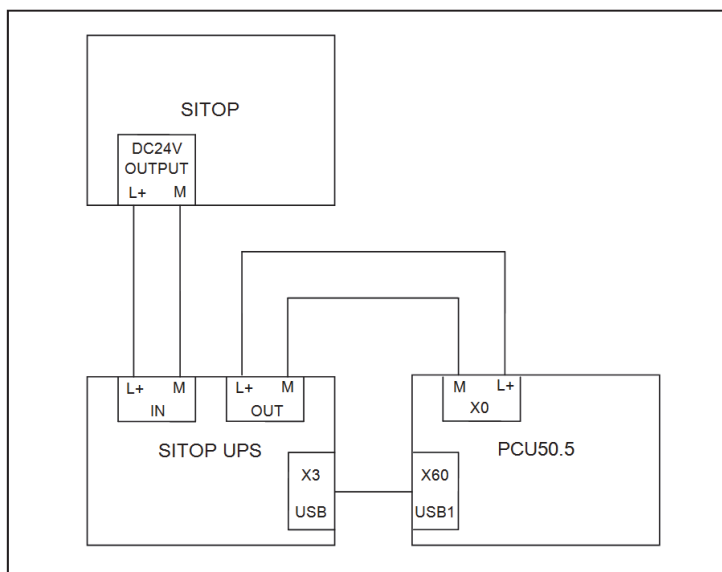 SITOP
DC24V
OUTPUT
L+ M
L+ M
IN
L+ M
OUT
SITOP UPS
X3
USB
M L+
X0
PCU50.5
X60
USB1